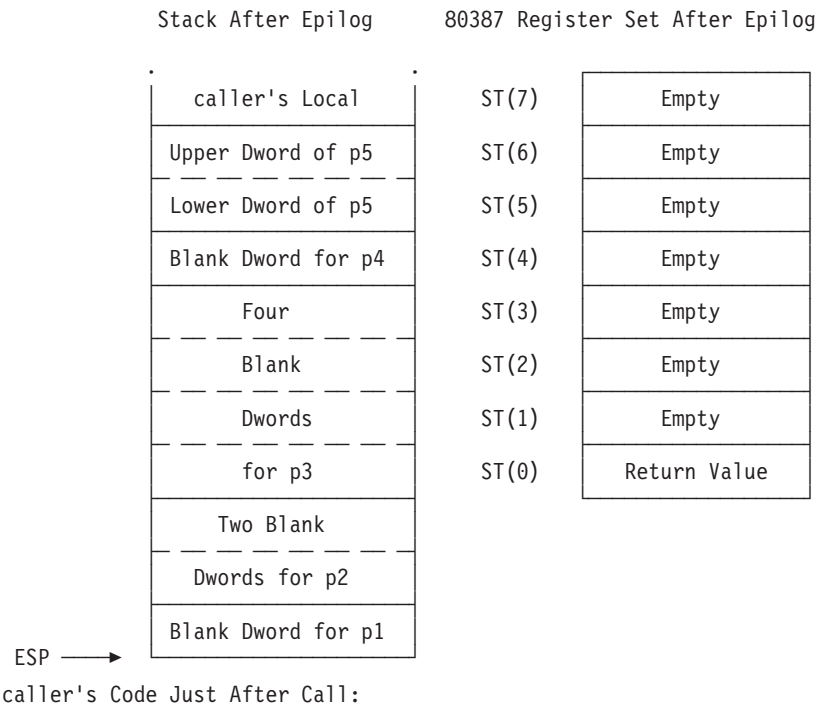 Stack After Epilog 80387 Register Set After Epilog
caller's Local ST(7) Empty
Upper Dword of p5 ST(6) Empty
Lower Dword of p5 ST(5) Empty
Blank Dword for p4 ST(4) Empty
Four ST(3) Empty
Blank ST(2) Empty
Dwords ST(1) Empty
for p3 ST(0) Return Value
Two Blank
Dwords for p2
Blank Dword for p1
ESP
caller's Code Just After Call: